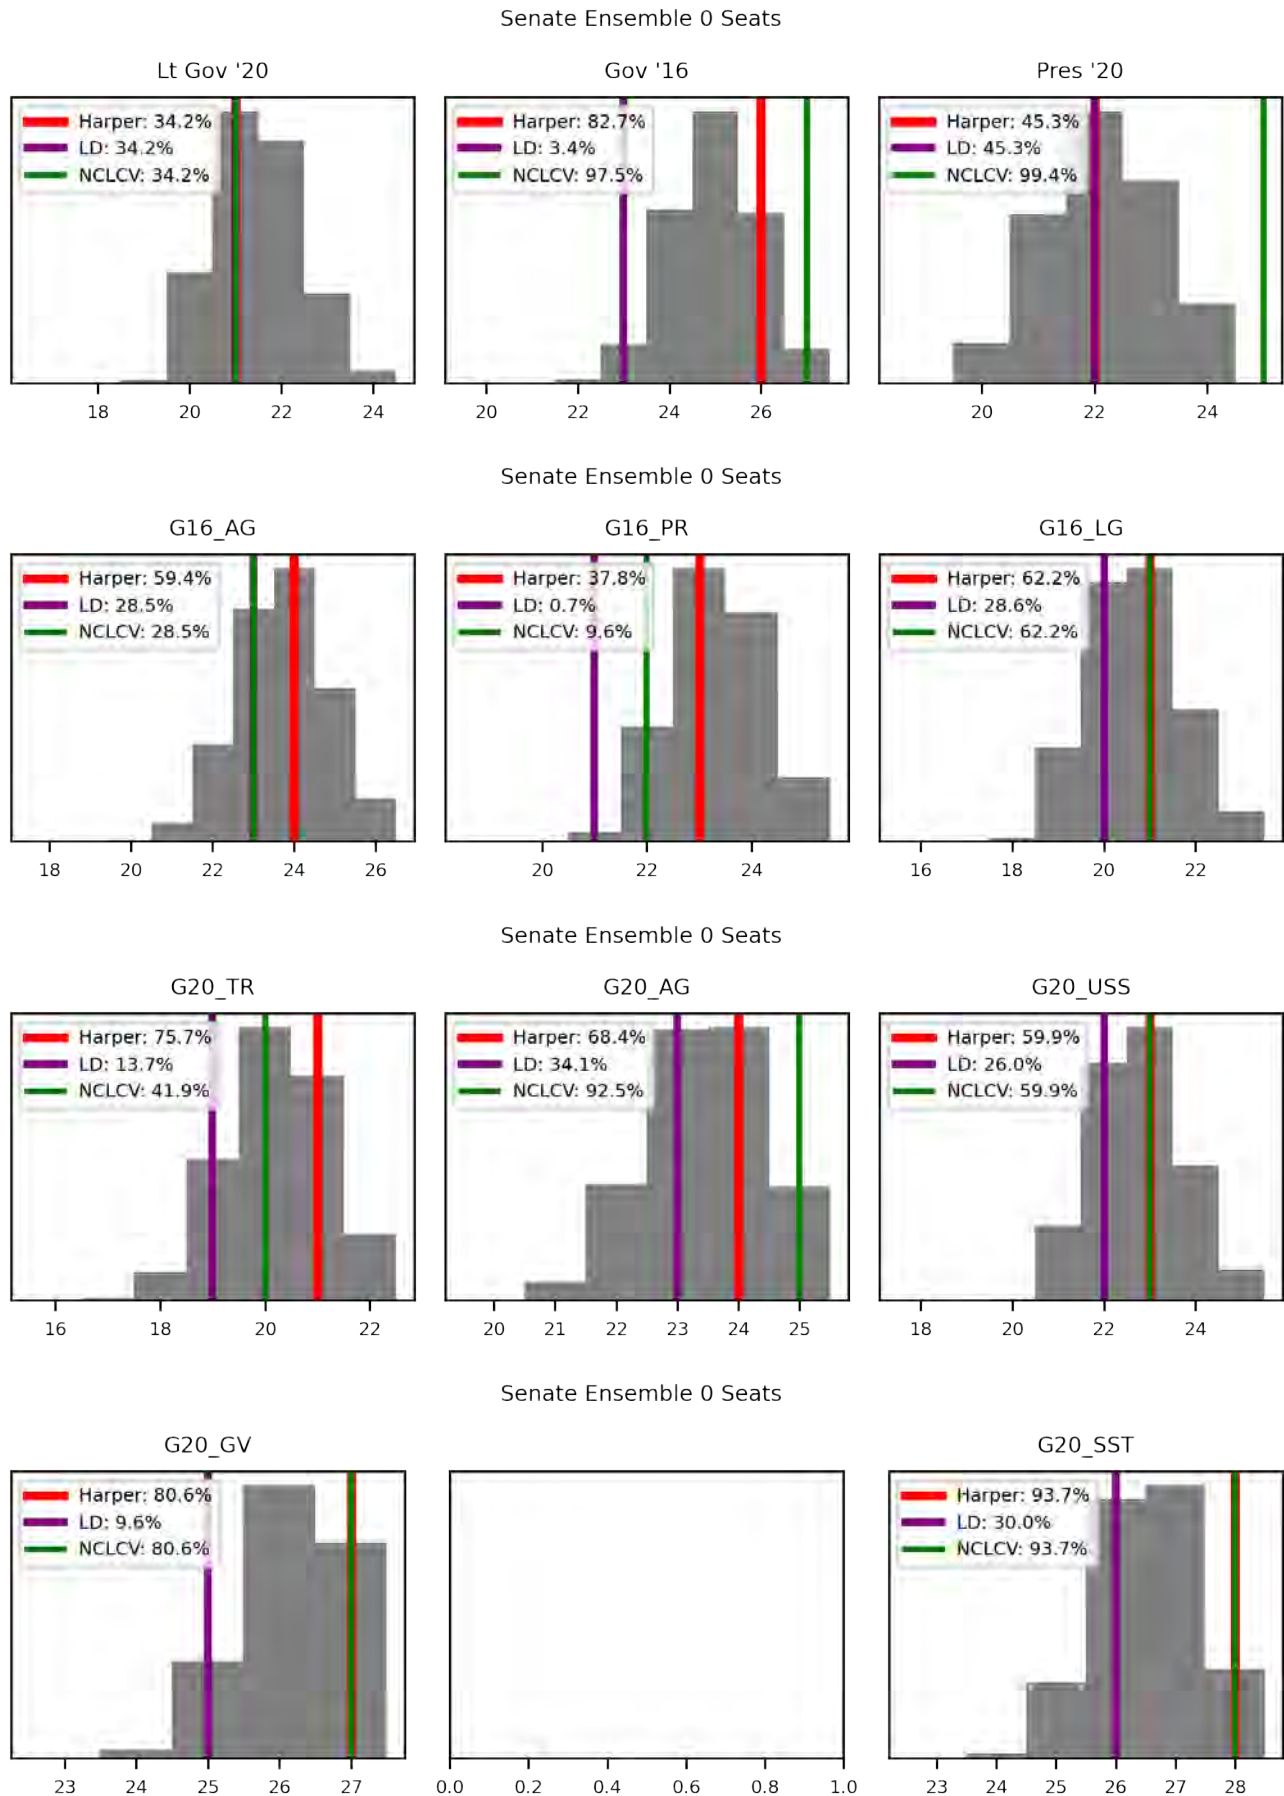 Senate Ensemble 0 Seats
Lt Gov '20
Gov '16
Pres '20
Harper: 34.2%
LD: 34.2%
NCLCV: 34.2%
Harper: 82.7%
LD: 3.4%
NCLCV: 97.5%
Harper: 45.3%
LD: 45.3%
NCLCV: 99.4%
18 20 22 24
20 22 24 26
20 22 24
Senate Ensemble 0 Seats
G16_AG
G16_PR
G16_LG
Harper: 59.4%
LD: 28.5%
NCLCV: 28.5%
Harper: 37.8%
LD: 0.7%
NCLCV: 9.6%
Harper: 62.2%
LD: 28.6%
NCLCV: 62.2%
18 20 22 24 26
20 22 24
16 18 20 22
Senate Ensemble 0 Seats
G20_TR
G20_AG
G20_USS
Harper: 75.7%
LD: 13.7%
NCLCV: 41.9%
Harper: 68.4%
LD: 34.1%
NCLCV: 92.5%
Harper: 59.9%
LD: 26.0%
NCLCV: 59.9%
16 18 20 22
20 21 22 23 24 25
18 20 22 24
Senate Ensemble 0 Seats
G20_GV
G20_SST
Harper: 80.6%
LD: 9.6%
NCLCV: 80.6%
Harper: 93.7%
LD: 30.0%
NCLCV: 93.7%
23 24 25 26 27
0.0 0.2 0.4 0.6 0.8 1.0
23 24 25 26 27 28